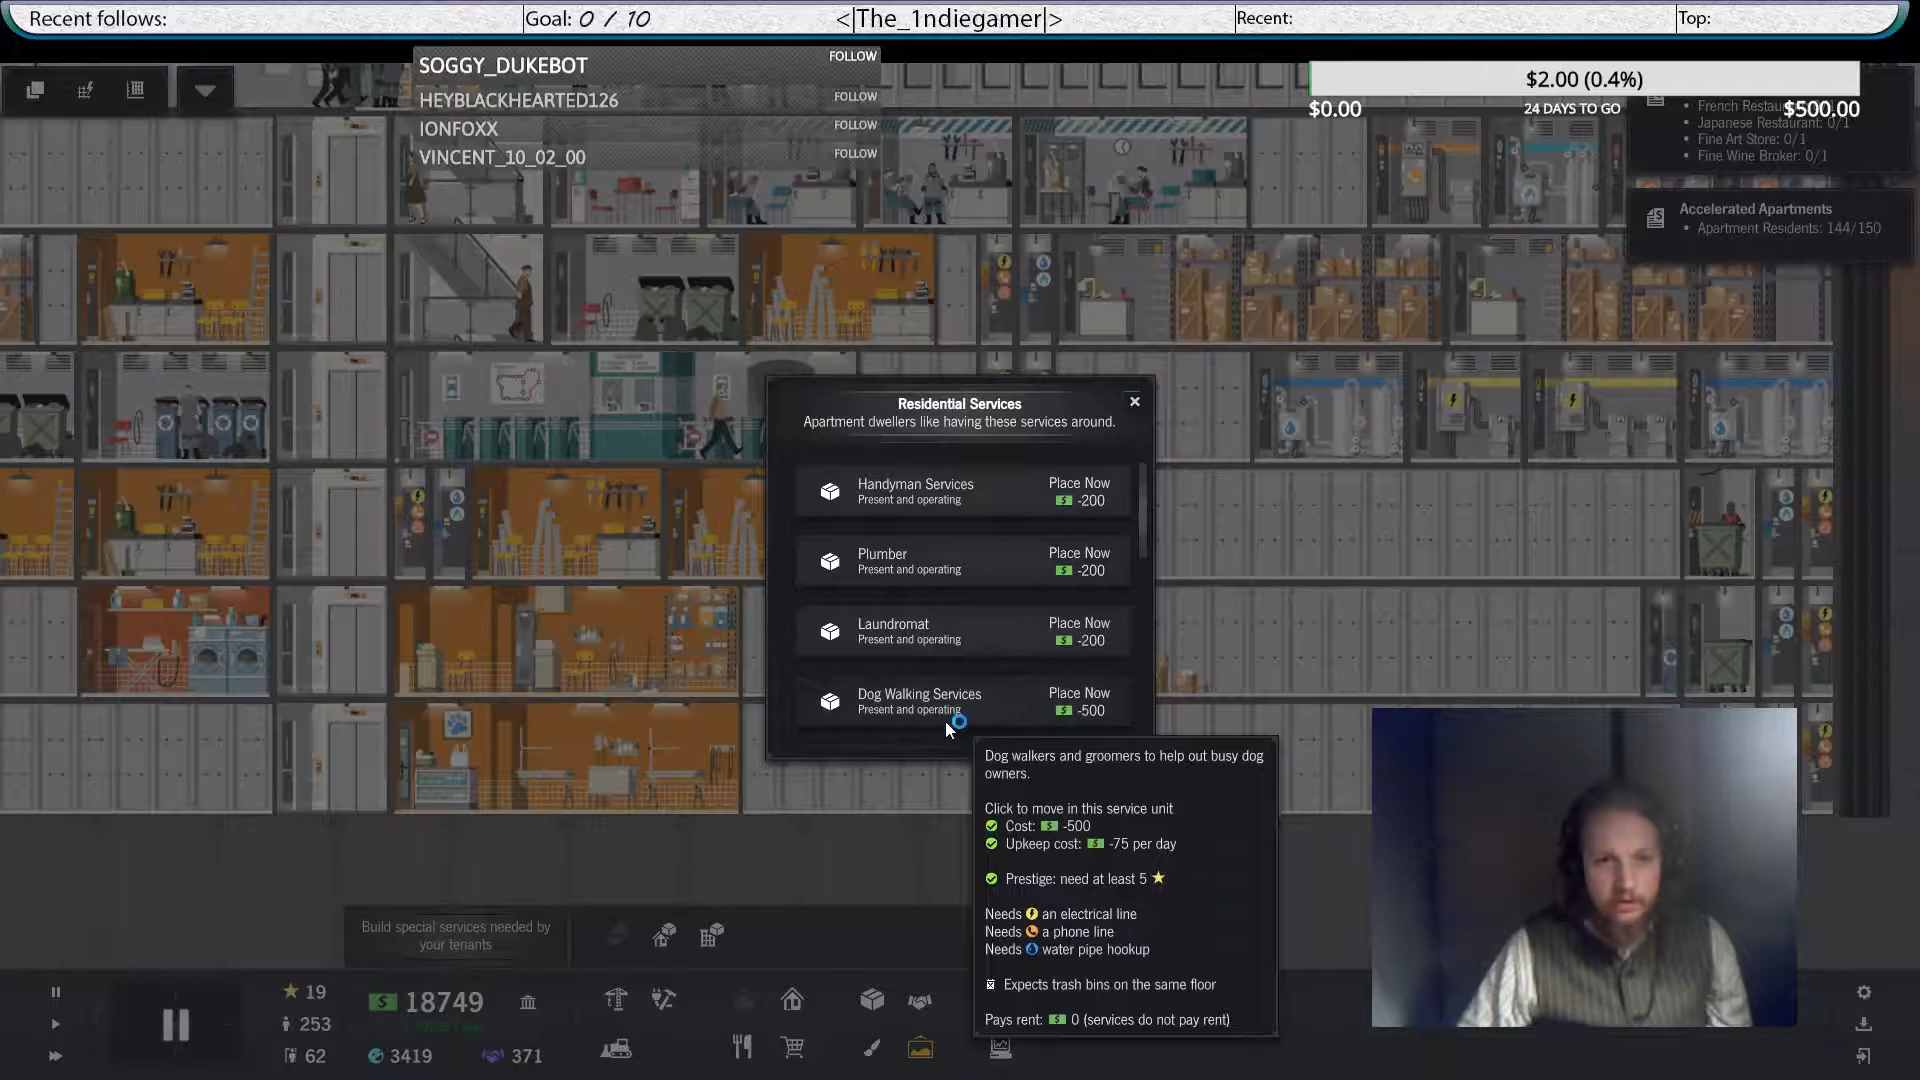 Recent follows:
Goal: 0 / 10
<|The_1ndiegamer|>
Recent:
Top:
SOGGY_DUKEBOT FOLLOW
HEYBLACKHEARTED126 FOLLOW
IONFOXX FOLLOW
VINCENT_10_02_00 FOLLOW
$2.00 (0.4%)
$0.00 24 DAYS TO GO $500.00
• French Restau
• Japanese Restaurant: 0/1
• Fine Art Store: 0/1
• Fine Wine Broker: 0/1
Accelerated Apartments
• Apartment Residents: 144/150
Residential Services
Apartment dwellers like having these services around.
Handyman Services Place Now
Present and operating -200
Plumber Place Now
Present and operating -200
Laundromat Place Now
Present and operating -200
Dog Walking Services Place Now
Present and operating -500
Dog walkers and groomers to help out busy dog
owners.
Click to move in this service unit
Cost: -500
Upkeep cost: -75 per day
Prestige: need at least 5
Needs an electrical line
Needs a phone line
Needs water pipe hookup
Expects trash bins on the same floor
Pays rent: 0 (services do not pay rent)
Build special services needed by
your tenants
19
18749
253
62
3419
371